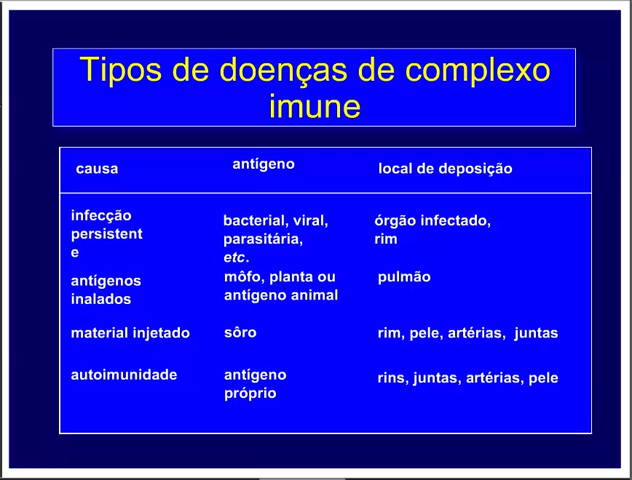 Tipos de doenças de complexo
imune
causa antígeno local de deposição
infecção
persistent
e
bacterial, viral,
parasitária,
etc.
órgão infectado,
rim
antígenos
inalados
môfo, planta ou
antígeno animal
pulmão
material injetado sôro rim, pele, artérias, juntas
autoimunidade antígeno
próprio
rins, juntas, artérias, pele